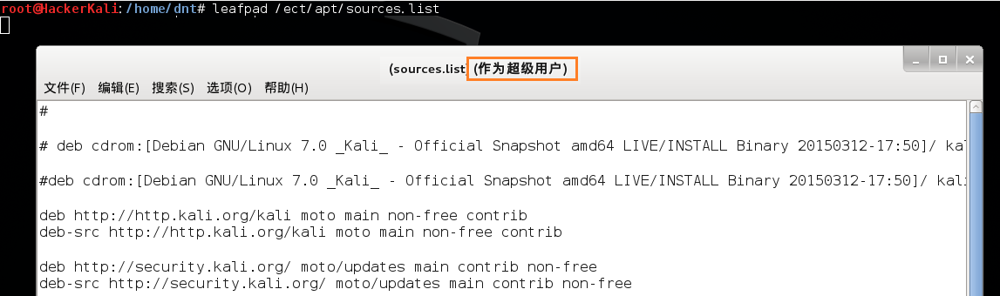 root@HackerKali:/home/dnt# leafpad /ect/apt/sources.list
(sources.list) (作为超级用户)
文件(F) 编辑(E) 搜索(S) 选项(O) 帮助(H)
#
# deb cdrom:[Debian GNU/Linux 7.0 _Kali_ - Official Snapshot amd64 LIVE/INSTALL Binary 20150312-17:50]/ kal
#deb cdrom:[Debian GNU/Linux 7.0 _Kali_ - Official Snapshot amd64 LIVE/INSTALL Binary 20150312-17:50]/ kali
deb http://http.kali.org/kali moto main non-free contrib
deb-src http://http.kali.org/kali moto main non-free contrib
deb http://security.kali.org/ moto/updates main contrib non-free
deb-src http://security.kali.org/ moto/updates main contrib non-free